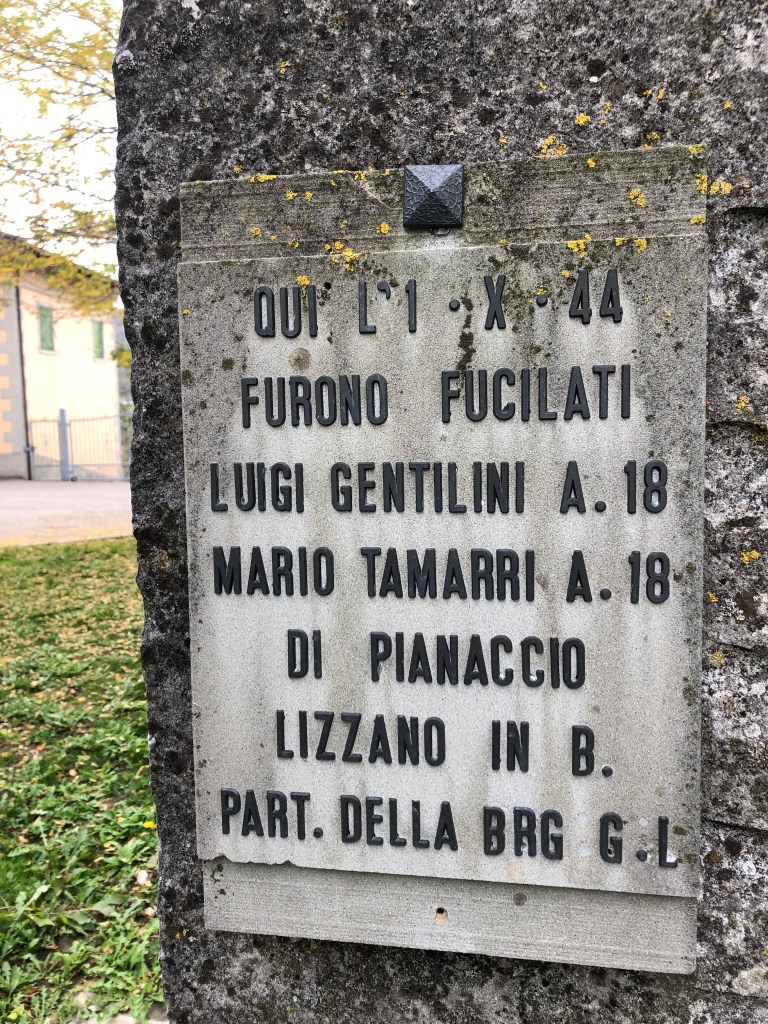 QUI L'1 · X · 44
FURONO FUCILATI
LUIGI GENTILINI A. 18
MARIO TAMARRI A. 18
DI PIANACCIO
LIZZANO IN B.
PART. DELLA BRG G.L